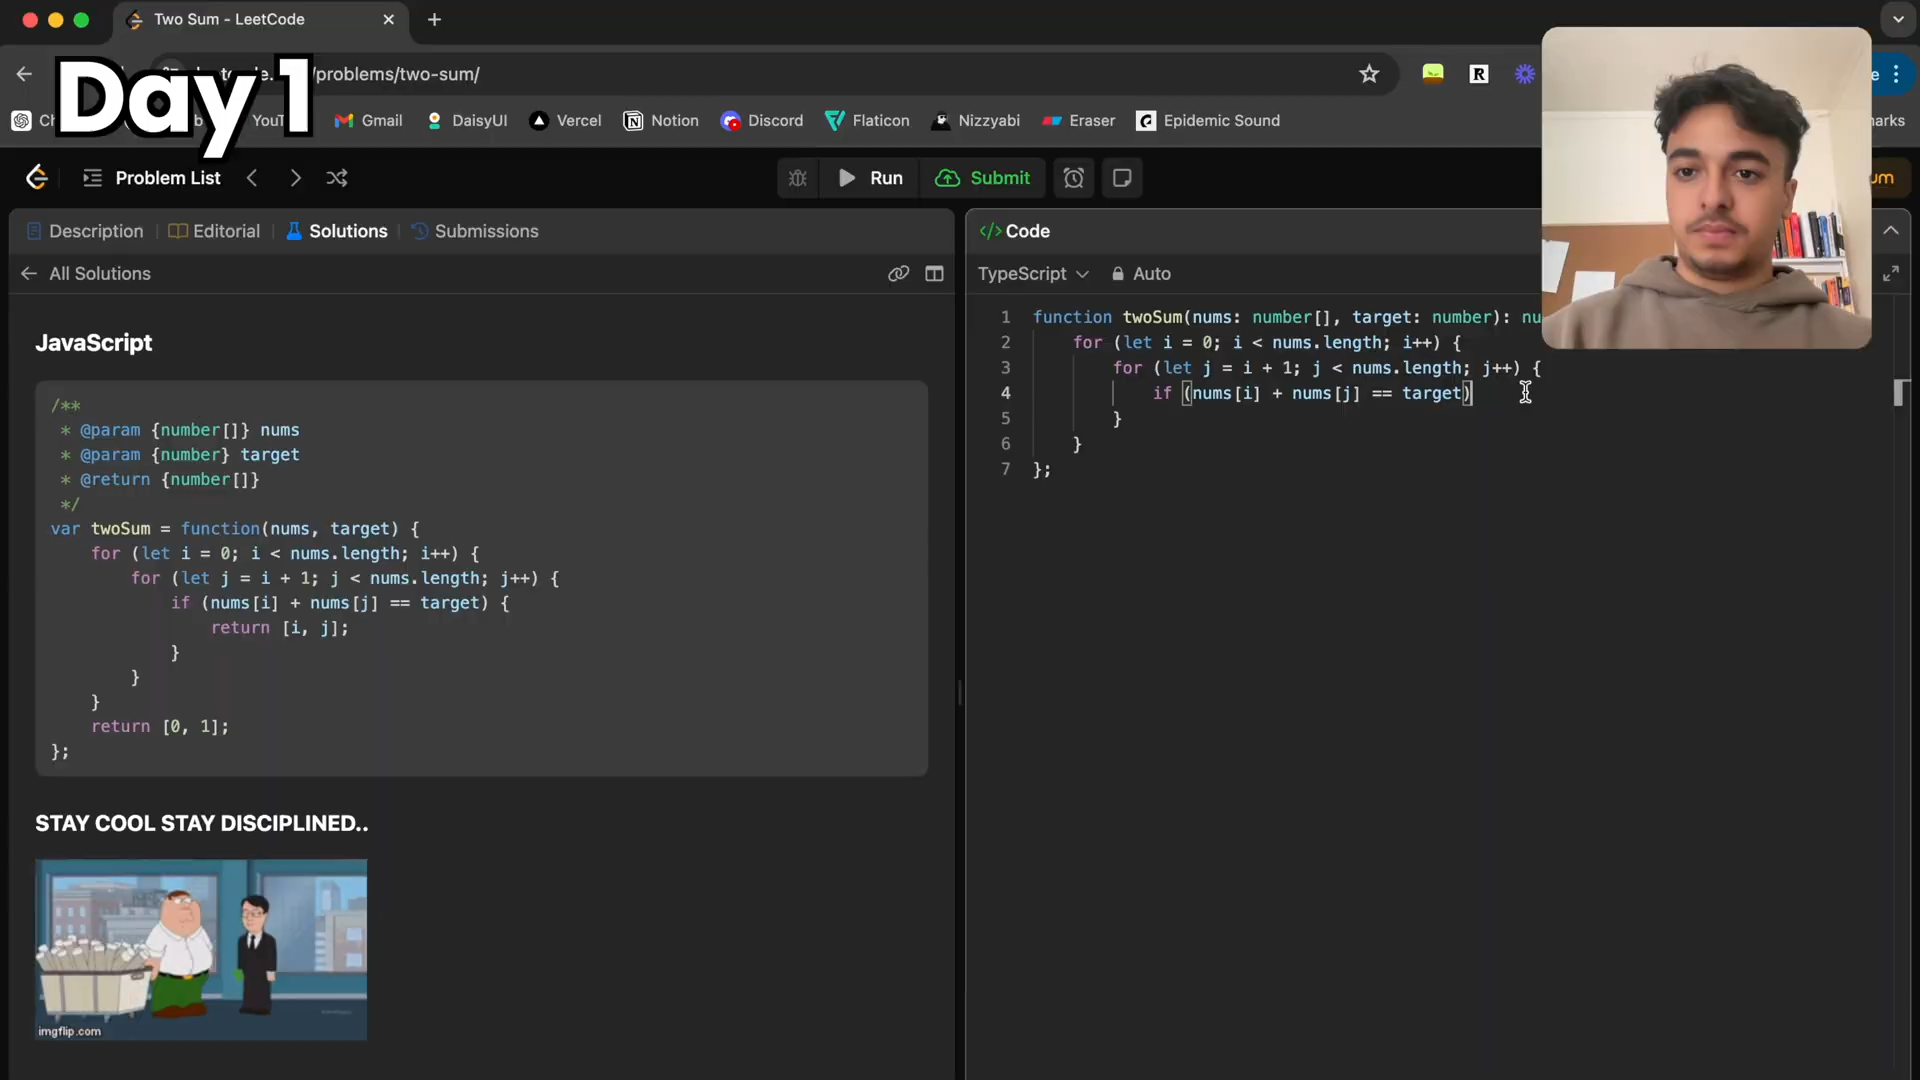 Two Sum - LeetCode
Day 1
/problems/two-sum/
Gmail
DaisyUI
Vercel
Notion
Discord
Flaticon
Nizzyabi
Eraser
Epidemic Sound
Problem List
Run
Submit
Description
Editorial
Solutions
Submissions
All Solutions
JavaScript
/**
* @param {number[]} nums
* @param {number} target
* @return {number[]}
*/
var twoSum = function(nums, target) {
for (let i = 0; i < nums.length; i++) {
for (let j = i + 1; j < nums.length; j++) {
if (nums[i] + nums[j] == target) {
return [i, j];
}
}
}
return [0, 1];
};
STAY COOL STAY DISCIPLINED..
imgflip.com
</> Code
TypeScript
Auto
1 function twoSum(nums: number[], target: number): nu
2 for (let i = 0; i < nums.length; i++) {
3 for (let j = i + 1; j < nums.length; j++) {
4 if (nums[i] + nums[j] == target)
5 }
6 }
7 };